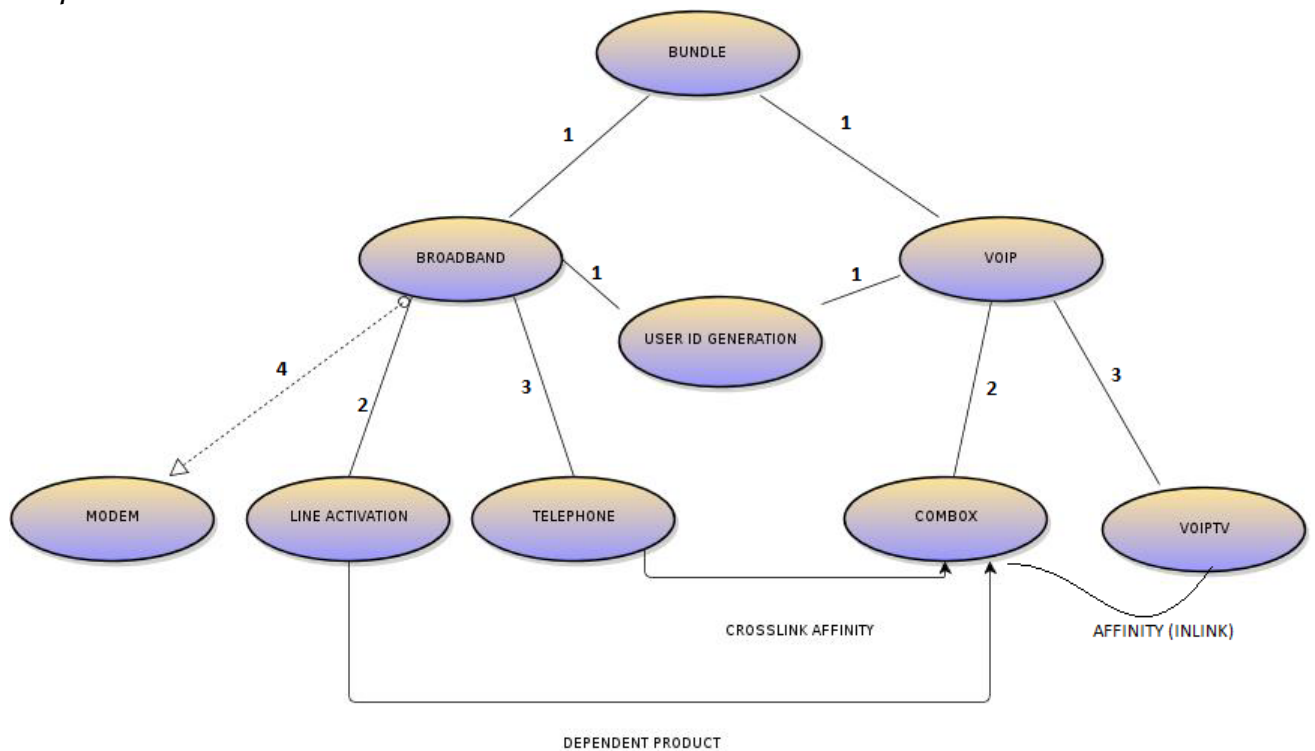 BUNDLE
1
1
BROADBAND
VOIP
1
1
USER ID GENERATION
4
2
3
2
3
MODEM
LINE ACTIVATION
TELEPHONE
COMBOX
VOIPTV
CROSSLINK AFFINITY
AFFINITY (INLINK)
DEPENDENT PRODUCT